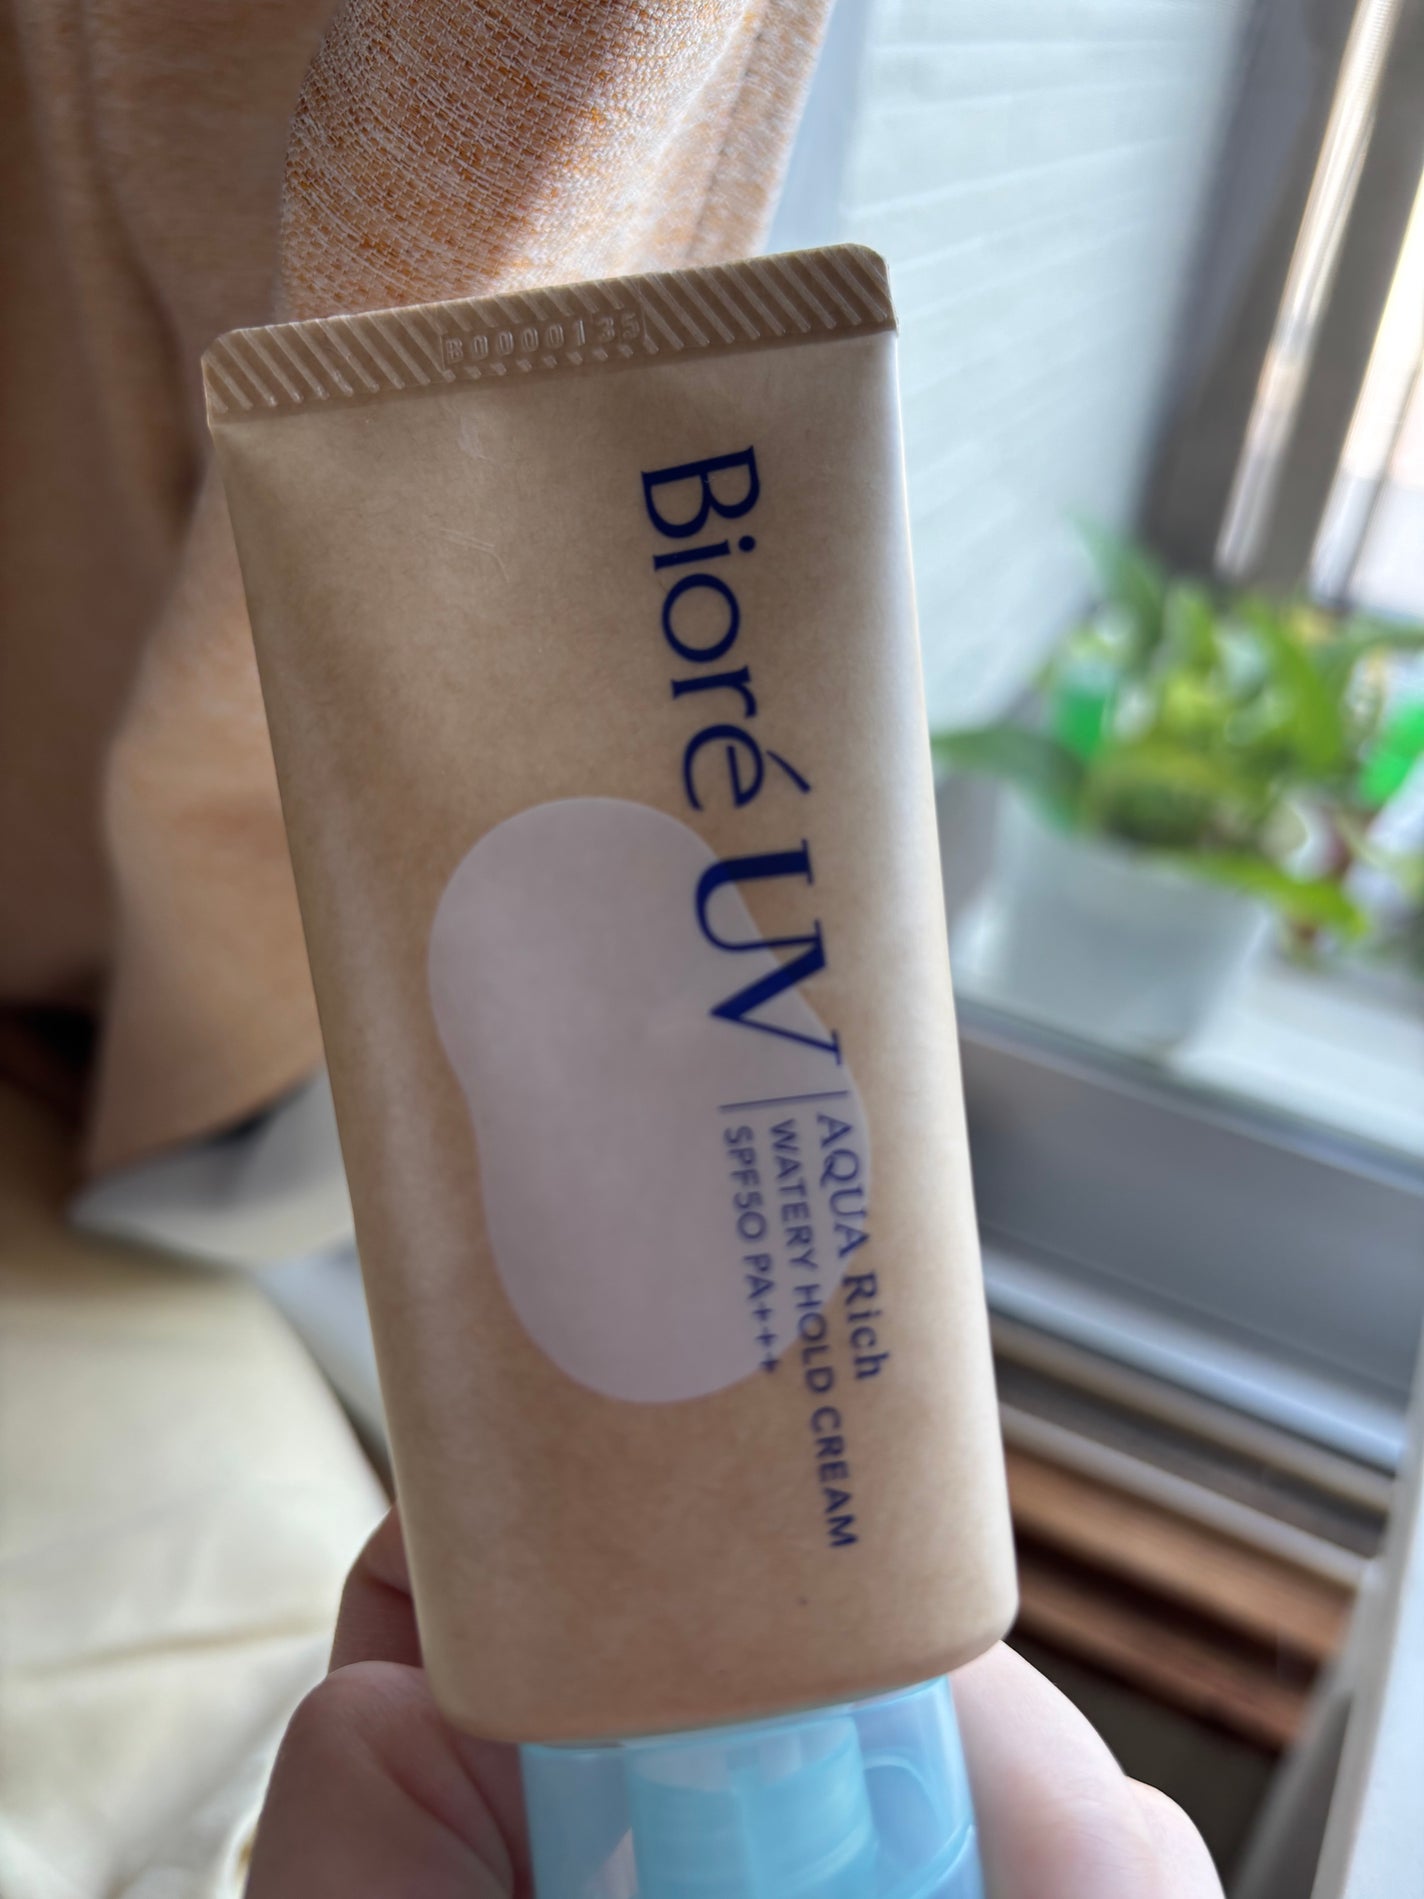 B0000135
Bioré UV
AQUA Rich
WATERY HOLD CREAM
SPF50 PA+++